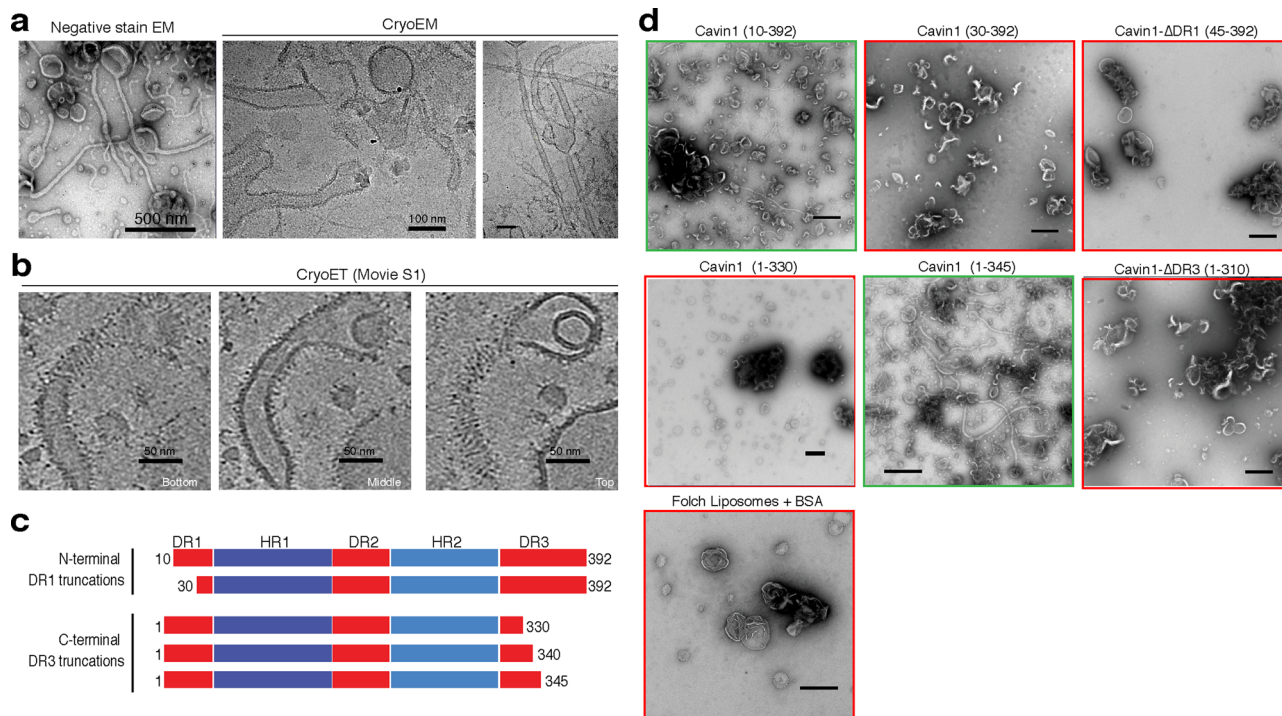 a
Negative stain EM
CryoEM
500 nm
100 nm
b
CryoET (Movie S1)
50 nm
Bottom
50 nm
Middle
50 nm
Top
c
DR1 HR1 DR2 HR2 DR3
N-terminal
DR1 truncations
10 392
30 392
C-terminal
DR3 truncations
1 330
1 340
1 345
d
Cavin1 (10-392)
Cavin1 (30-392)
Cavin1-ΔDR1 (45-392)
Cavin1 (1-330)
Cavin1 (1-345)
Cavin1-ΔDR3 (1-310)
Folch Liposomes + BSA